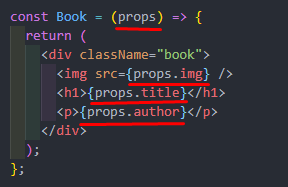 const Book = (props) => {
  return (
    <div className="book">
      <img src={props.img} />
      <h1>{props.title}</h1>
      <p>{props.author}</p>
    </div>
  );
};